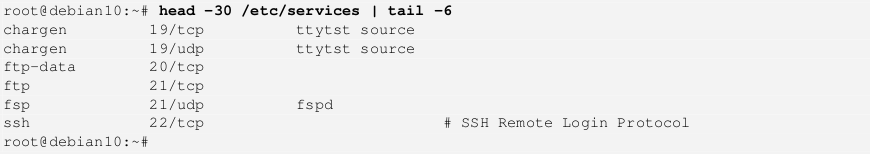 root@debian10:~# head -30 /etc/services | tail -6
chargen         19/tcp          ttytst source
chargen         19/udp          ttytst source
ftp-data        20/tcp
ftp             21/tcp
fsp             21/udp          fspd
ssh             22/tcp                          # SSH Remote Login Protocol
root@debian10:~#